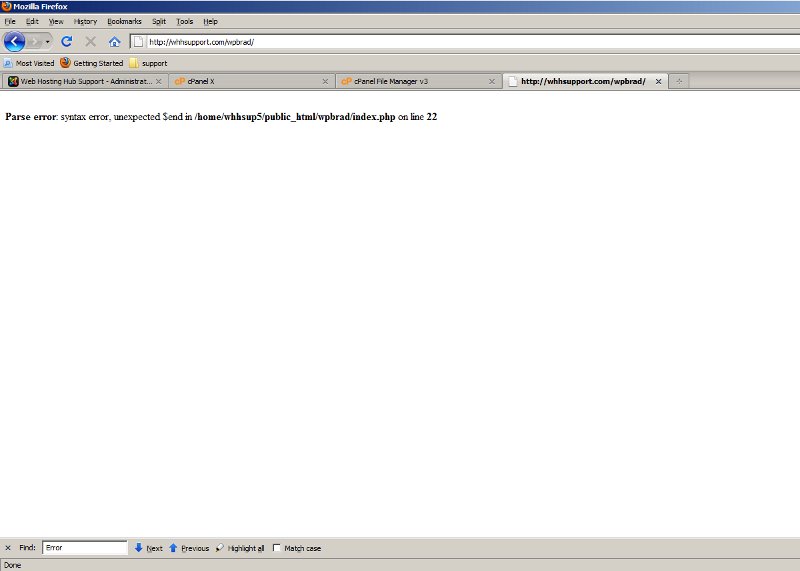 Mozilla Firefox
File Edit View History Bookmarks Split Tools Help
http://whhsupport.com/wpbrad/
Most Visited Getting Started support
Web Hosting Hub Support - Administrat... cP cPanel X cP cPanel File Manager v3 http://whhsupport.com/wpbrad/
Parse error: syntax error, unexpected $end in /home/whhsup5/public_html/wpbrad/index.php on line 22
Find: Error Next Previous Highlight all Match case
Done